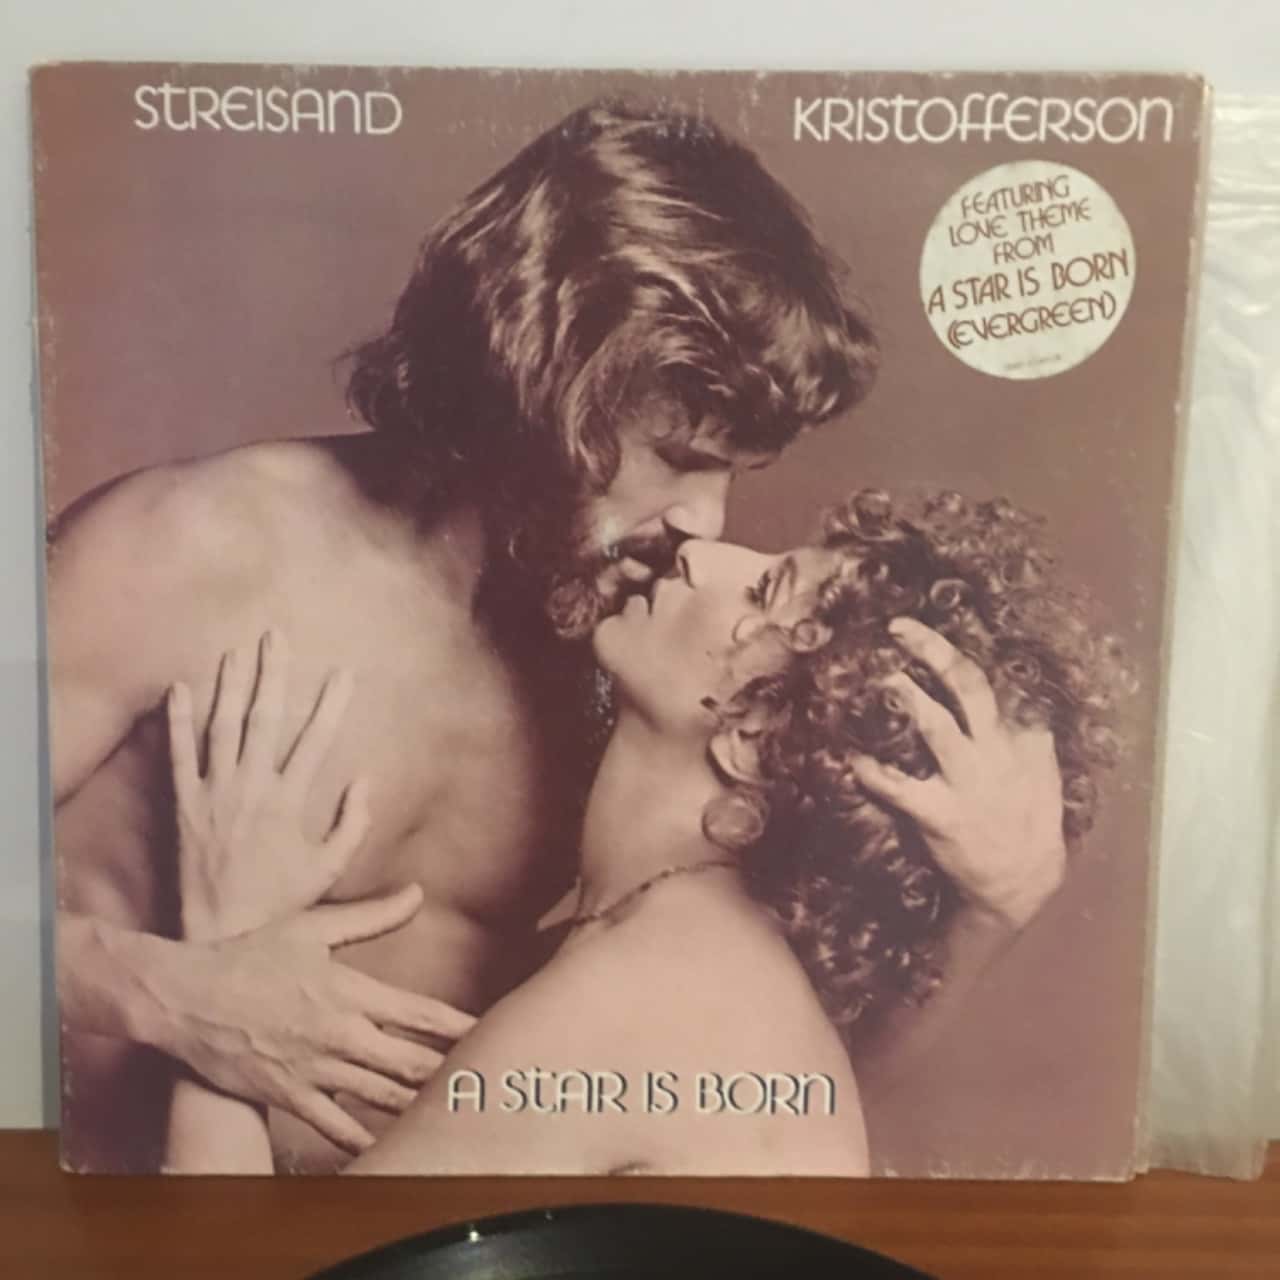 STREISAND
KRISTOFFERSON
FEATURING
LOVE THEME
FROM
A STAR IS BORN
(EVERGREEN)
A STAR IS BORN